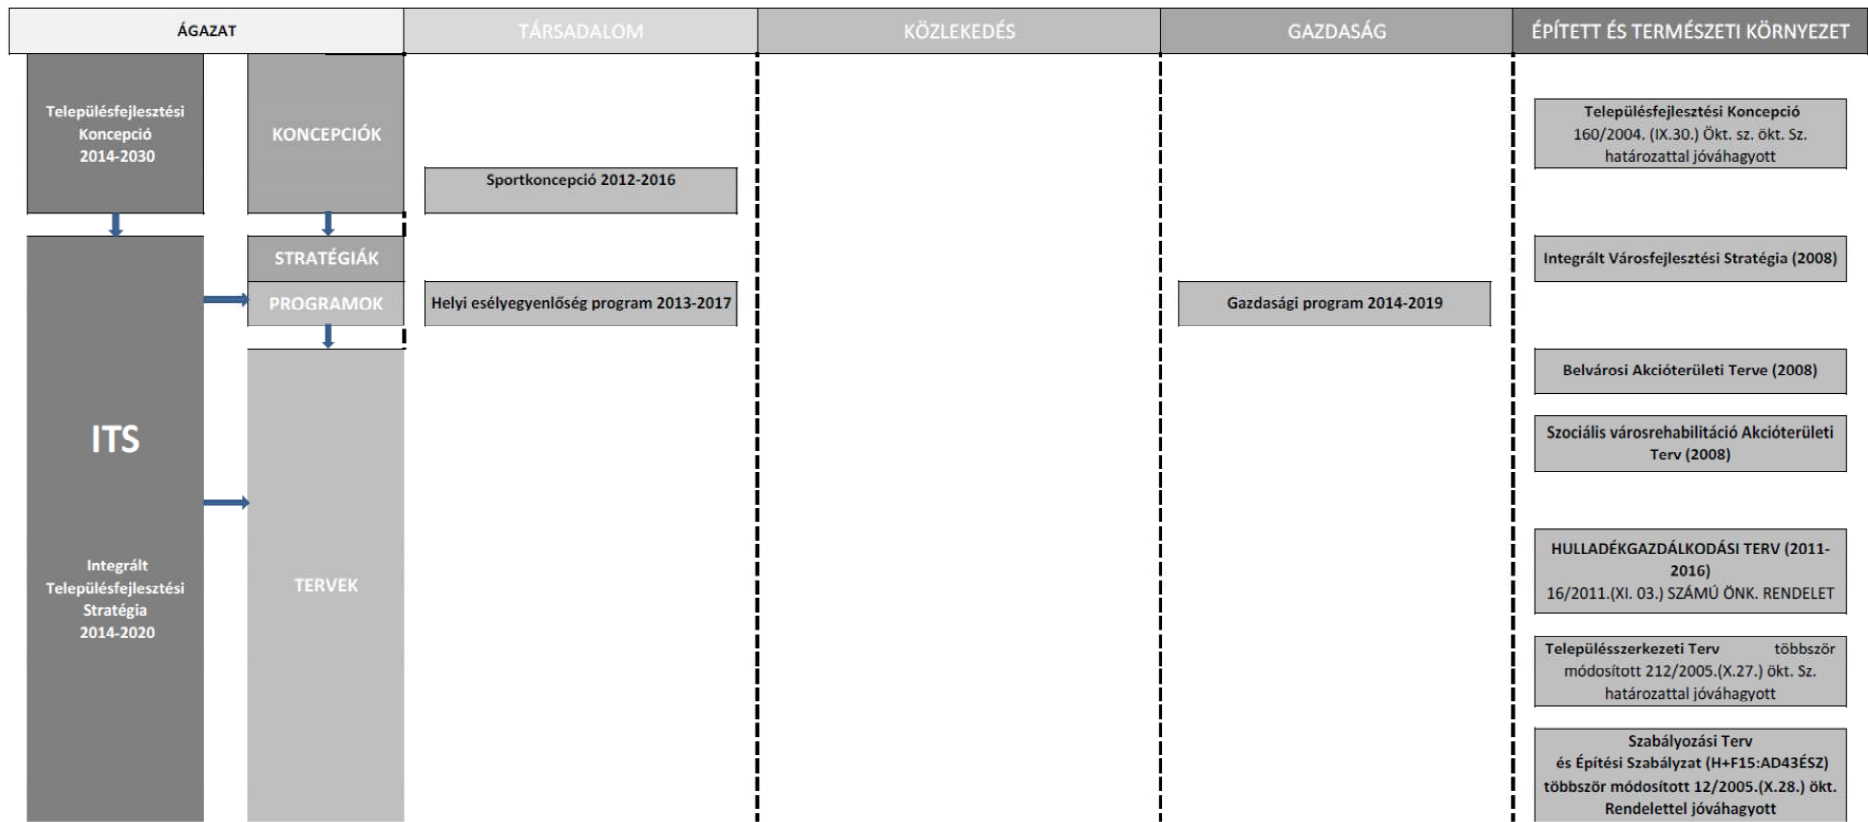 ÁGAZAT
TÁRSADALOM
KÖZLEKEDÉS
GAZDASÁG
ÉPÍTETT ÉS TERMÉSZETI KÖRNYEZET
Településfejlesztési
Koncepció
2014-2030
KONCEPCIÓK
Sportkoncepció 2012-2016
Településfejlesztési Koncepció
160/2004. (IX.30.) Ökt. sz. ökt. Sz.
határozattal jóváhagyott
STRATÉGIÁK
Integrált Városfejlesztési Stratégia (2008)
PROGRAMOK
Helyi esélyegyenlőség program 2013-2017
Gazdasági program 2014-2019
ITS
Integrált
Településfejlesztési
Stratégia
2014-2020
TERVEK
Belvárosi Akcióterületi Terve (2008)
Szociális városrehabilitáció Akcióterületi
Terv (2008)
HULLADÉKGAZDÁLKODÁSI TERV (2011-
2016)
16/2011.(XI. 03.) SZÁMÚ ÖNK. RENDELET
Településszerkezeti Terv többször
módosított 212/2005.(X.27.) ökt. Sz.
határozattal jóváhagyott
Szabályozási Terv
és Építési Szabályzat (H+F15:AD43ÉSZ)
többször módosított 12/2005.(X.28.) ökt.
Rendelettel jóváhagyott